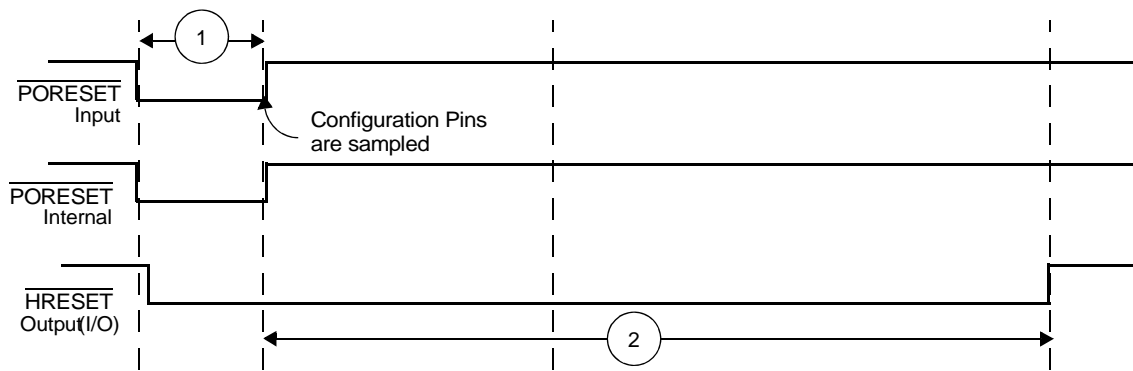 1
PORESET
Input
Configuration Pins
are sampled
PORESET
Internal
HRESET
Output(I/O)
2